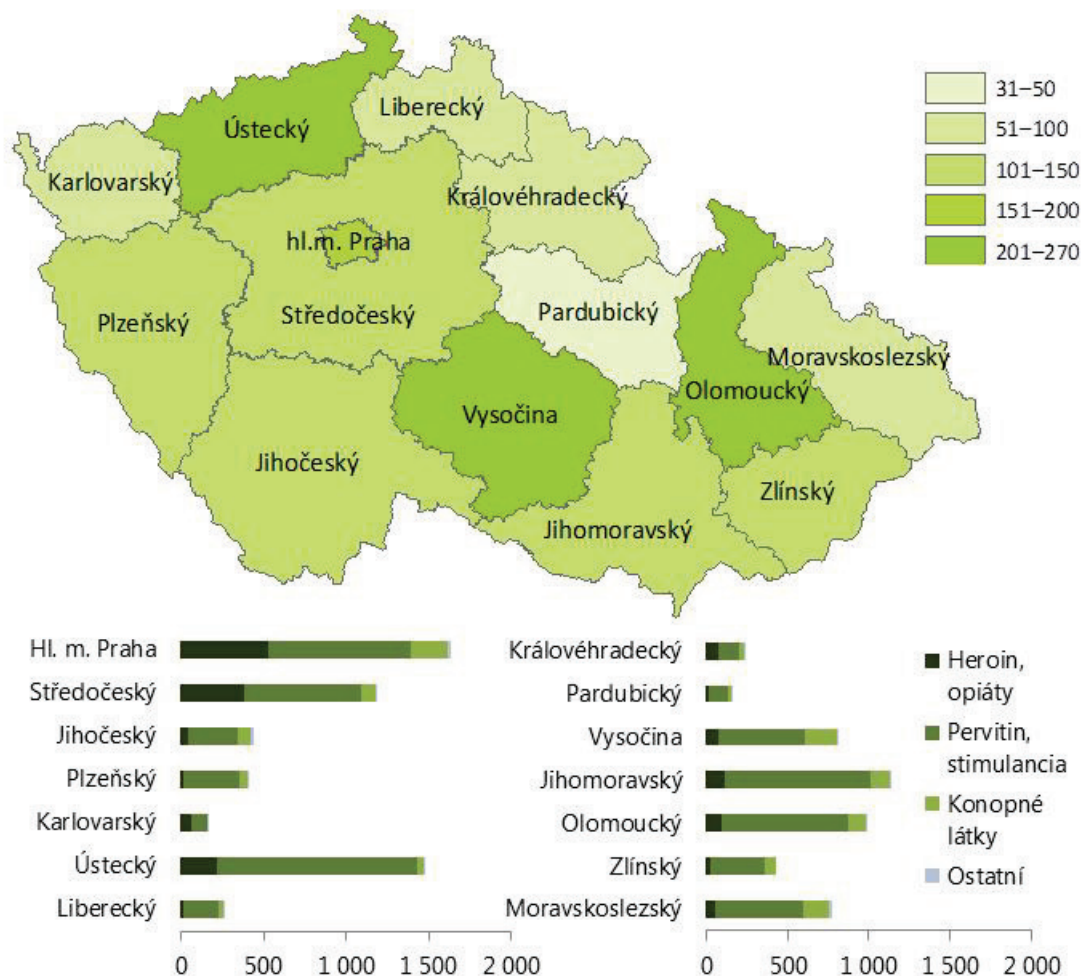 31–50
51–100
101–150
151–200
201–270
Liberecký
Ústecký
Karlovarský
Královéhradecký
hl.m. Praha
Pardubický
Středočeský
Plzeňský
Moravskoslezský
Olomoucký
Vysočina
Jihočeský
Zlínský
Jihomoravský
Hl. m. Praha
Středočeský
Jihočeský
Plzeňský
Karlovarský
Ústecký
Liberecký
0 500 1 000 1 500 2 000
Královéhradecký
Pardubický
Vysočina
Jihomoravský
Olomoucký
Zlínský
Moravskoslezský
0 500 1 000 1 500 2 000
Heroin,
opiáty
Pervitin,
stimulancia
Konopné
látky
Ostatní